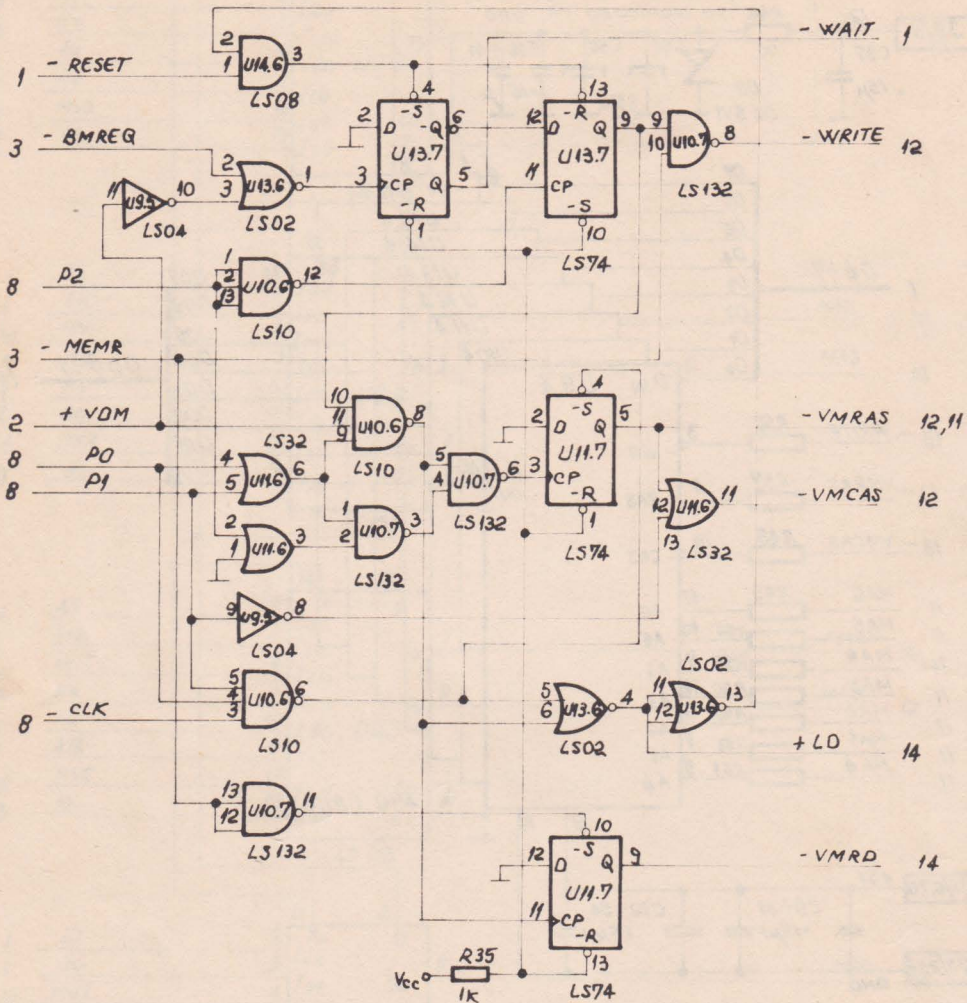 2 1 U14.6 3 LS08
- WAIT 1
1 - RESET
4 -S 2 D -Q 6 U13.7 3 CP Q 5 -R 1
13 -R 12 D Q 9 U13.7 11 CP -S 10 LS74
9 10 U10.7 8 LS132
- WRITE 12
3 - BMREQ
2 3 U13.6 1 LS02
11 U9.5 10 LS04
8 P2
1 2 13 U10.6 12 LS10
3 - MEMR
2 + VDM
10 11 9 U10.6 8 LS10
4 -S 2 D Q 5 U11.7 3 CP -R 1 LS74
- VMRAS 12,11
8 P0
8 P1
LS32 4 5 U11.6 6
5 4 U10.7 6 LS132
- VMCAS 12
12 13 U11.6 11 LS32
2 1 U11.6 3
1 2 U10.7 3 LS132
9 U9.5 8 LS04
5 4 3 U10.6 6 LS10
8 - CLK
5 6 U13.6 4 LS02
LS02 11 12 U13.6 13
+ LD 14
13 12 U10.7 11 LS132
10 -S 12 D Q 9 U11.7 11 CP -R 13 LS74
- VMRD 14
Vcc R35 1K